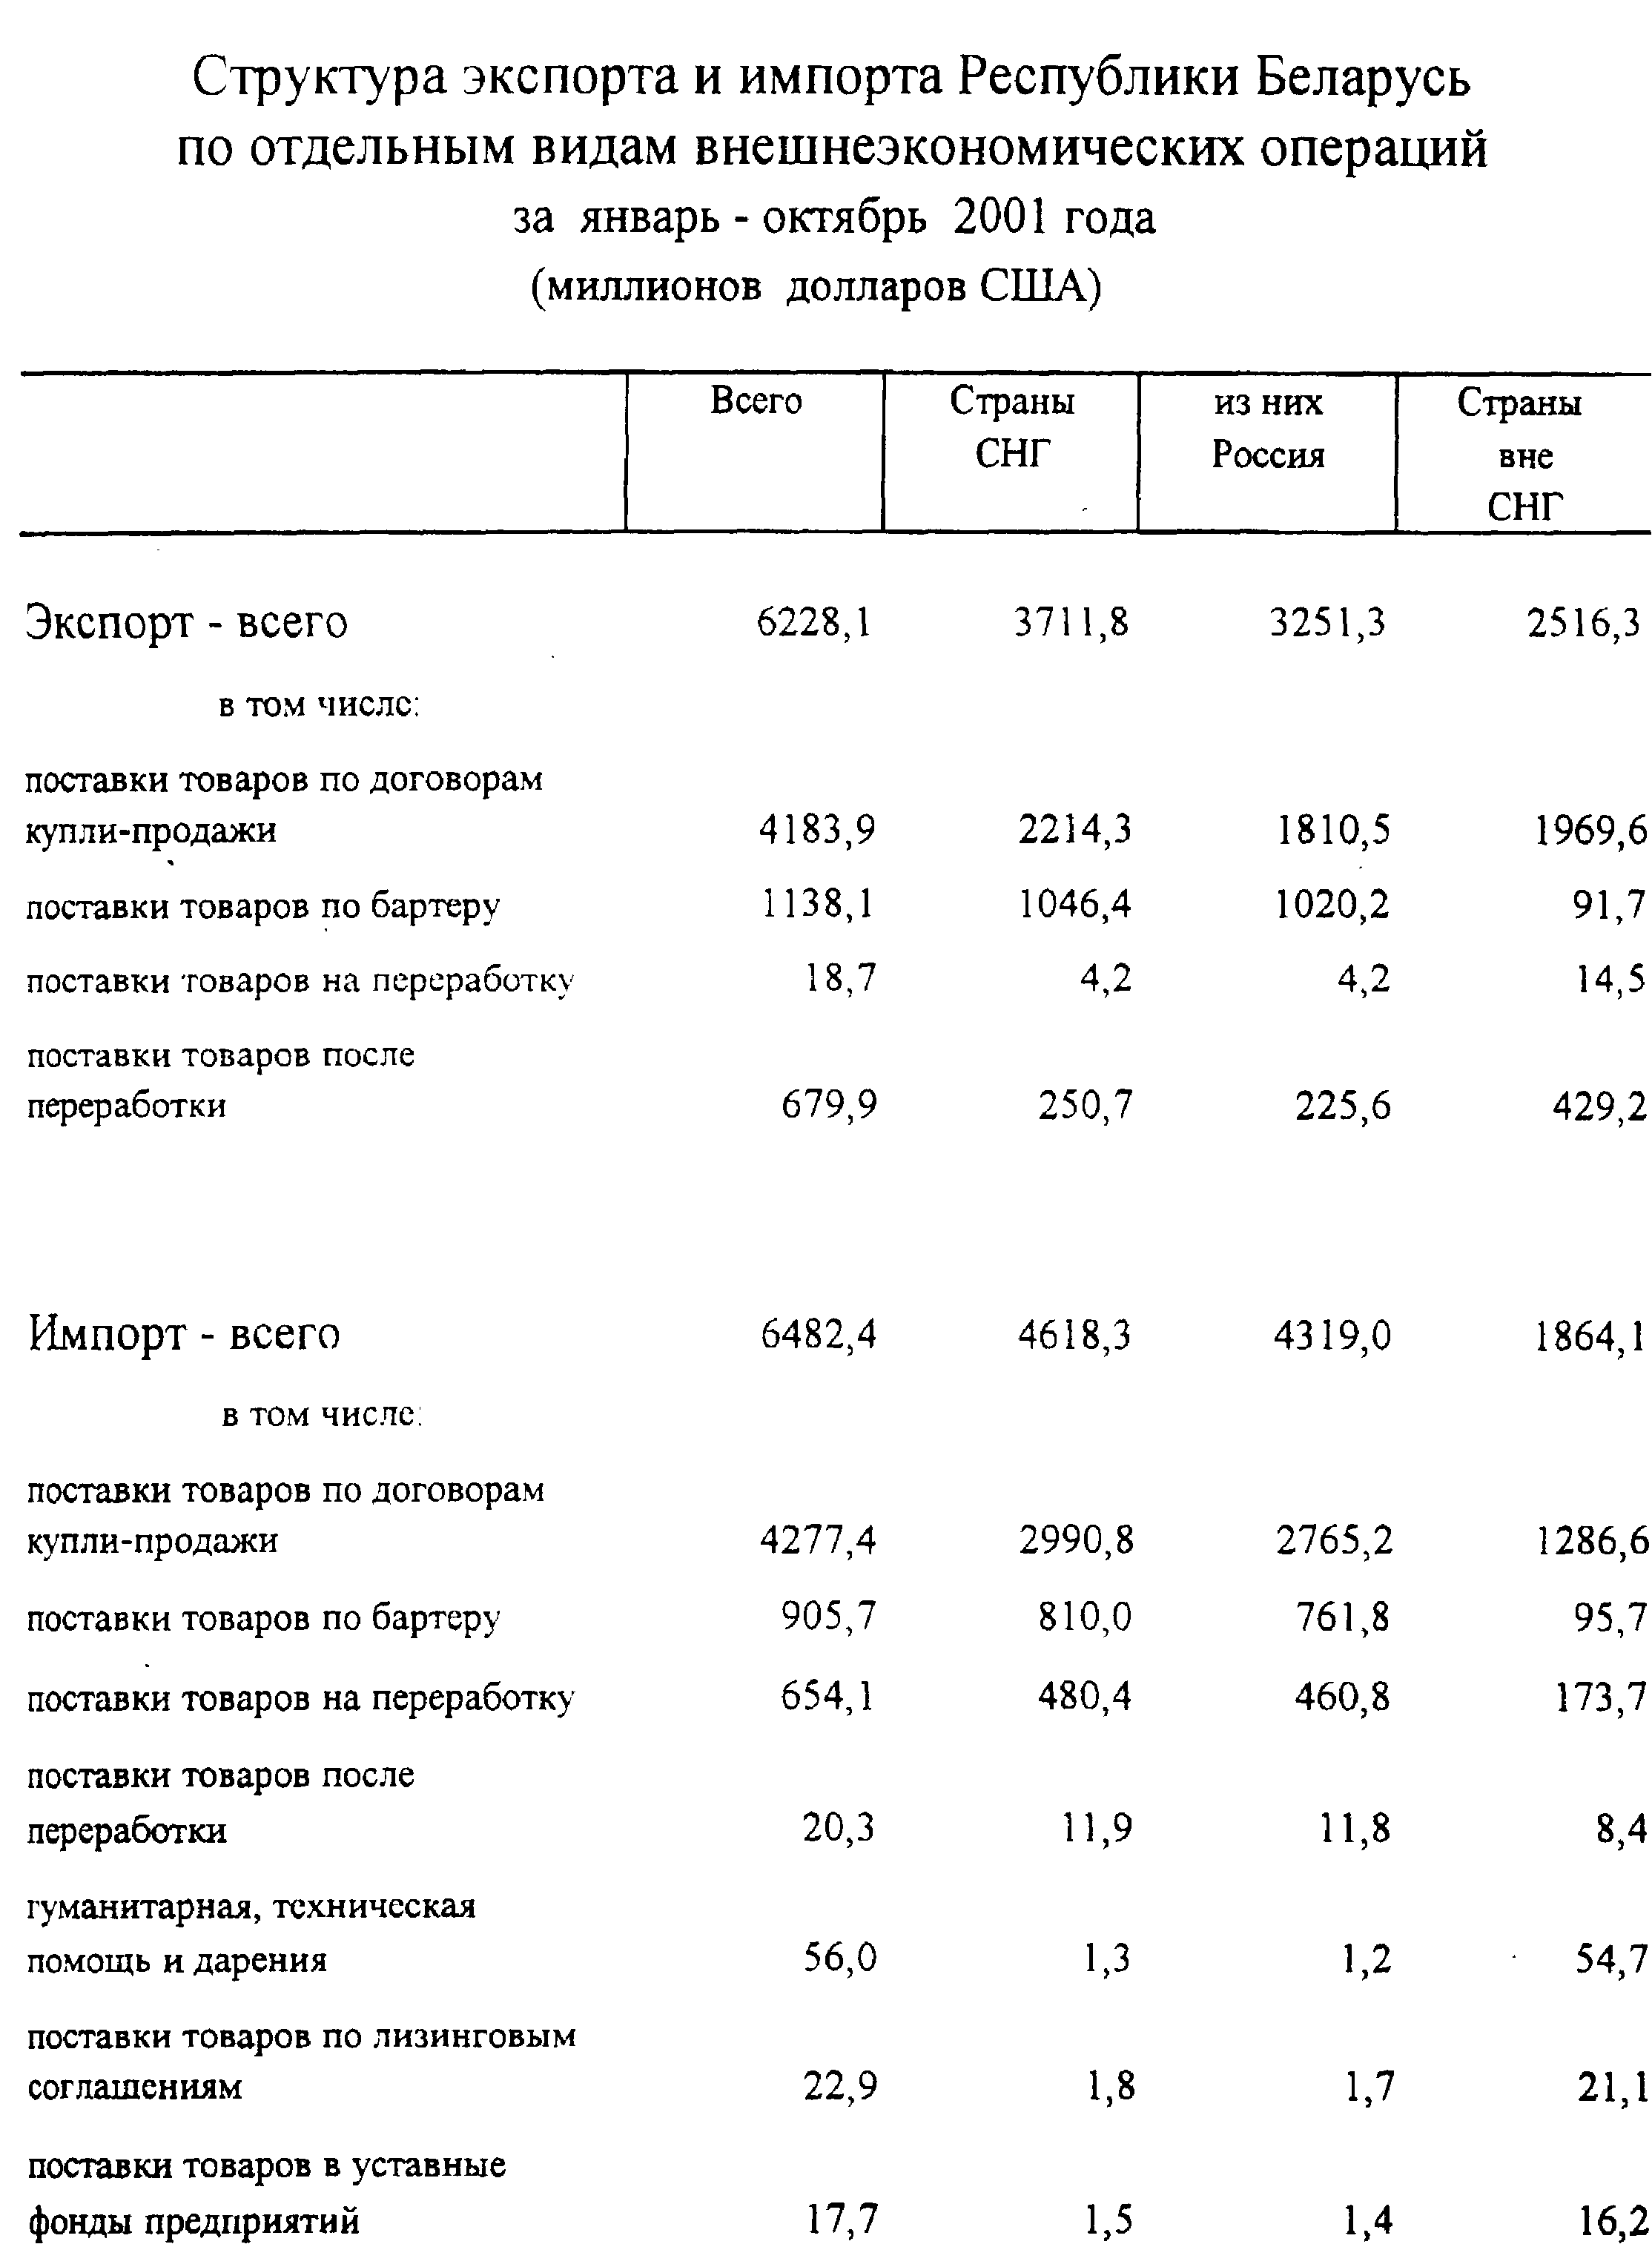 Структура экспорта и импорта Республики Беларусь
по отдельным видам внешнеэкономических операций
за январь - октябрь 2001 года
(миллионов долларов США)
Всего Страны из них Страны
СНГ Россия вне
СНГ
Экспорт - всего 6228,1 3711,8 3251,3 2516,3
в том числе:
поставки товаров по договорам
купли-продажи 4183,9 2214,3 1810,5 1969,6
поставки товаров по бартеру 1138,1 1046,4 1020,2 91,7
поставки товаров на переработку 18,7 4,2 4,2 14,5
поставки товаров после
переработки 679,9 250,7 225,6 429,2
Импорт - всего 6482,4 4618,3 4319,0 1864,1
в том числе:
поставки товаров по договорам
купли-продажи 4277,4 2990,8 2765,2 1286,6
поставки товаров по бартеру 905,7 810,0 761,8 95,7
поставки товаров на переработку 654,1 480,4 460,8 173,7
поставки товаров после
переработки 20,3 11,9 11,8 8,4
гуманитарная, техническая
помощь и дарения 56,0 1,3 1,2 54,7
поставки товаров по лизинговым
соглашениям 22,9 1,8 1,7 21,1
поставки товаров в уставные
фонды предприятий 17,7 1,5 1,4 16,2